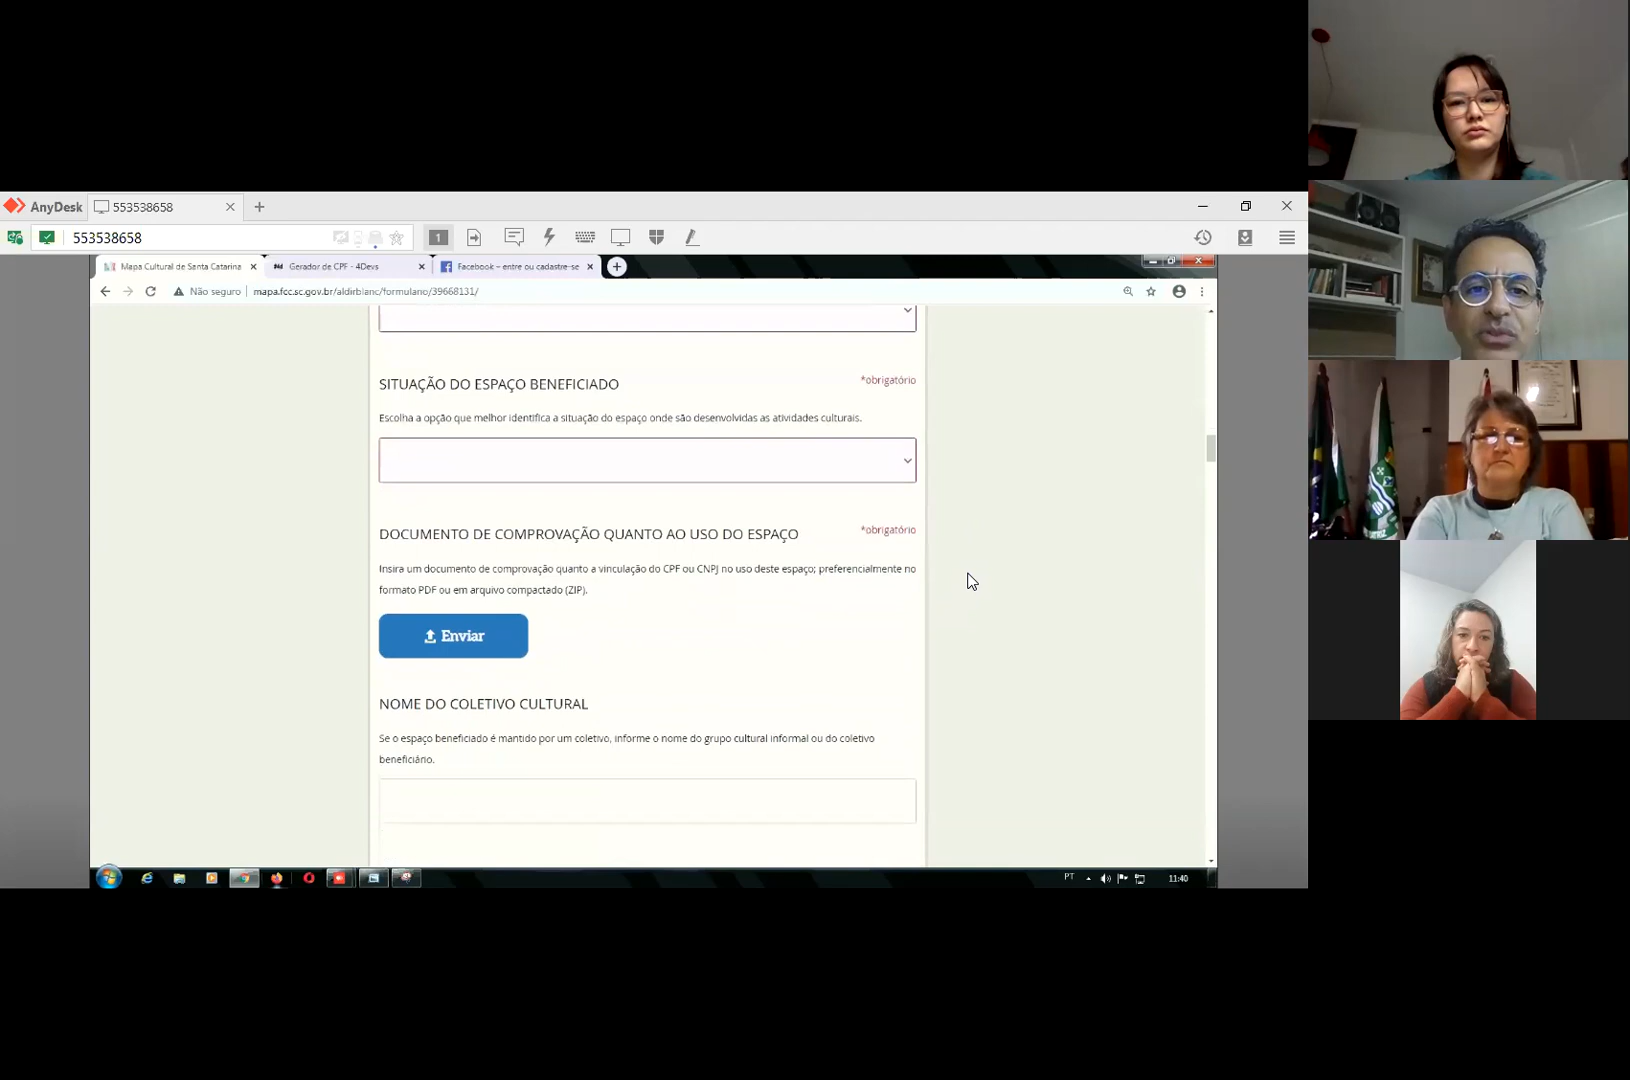 AnyDesk
553538658
553538658
1
Mapa Cultural de Santa Catarina
Gerador de CPF - 4Devs
Facebook – entre ou cadastre-se
Não seguro
mapa.fcc.sc.gov.br/aldirblanc/formulario/39668131/
SITUAÇÃO DO ESPAÇO BENEFICIADO
*obrigatório
Escolha a opção que melhor identifica a situação do espaço onde são desenvolvidas as atividades culturais.
DOCUMENTO DE COMPROVAÇÃO QUANTO AO USO DO ESPAÇO
*obrigatório
Insira um documento de comprovação quanto a vinculação do CPF ou CNPJ no uso deste espaço; preferencialmente no
formato PDF ou em arquivo compactado (ZIP).
Enviar
NOME DO COLETIVO CULTURAL
Se o espaço beneficiado é mantido por um coletivo, informe o nome do grupo cultural informal ou do coletivo
beneficiário.
PT
11:40